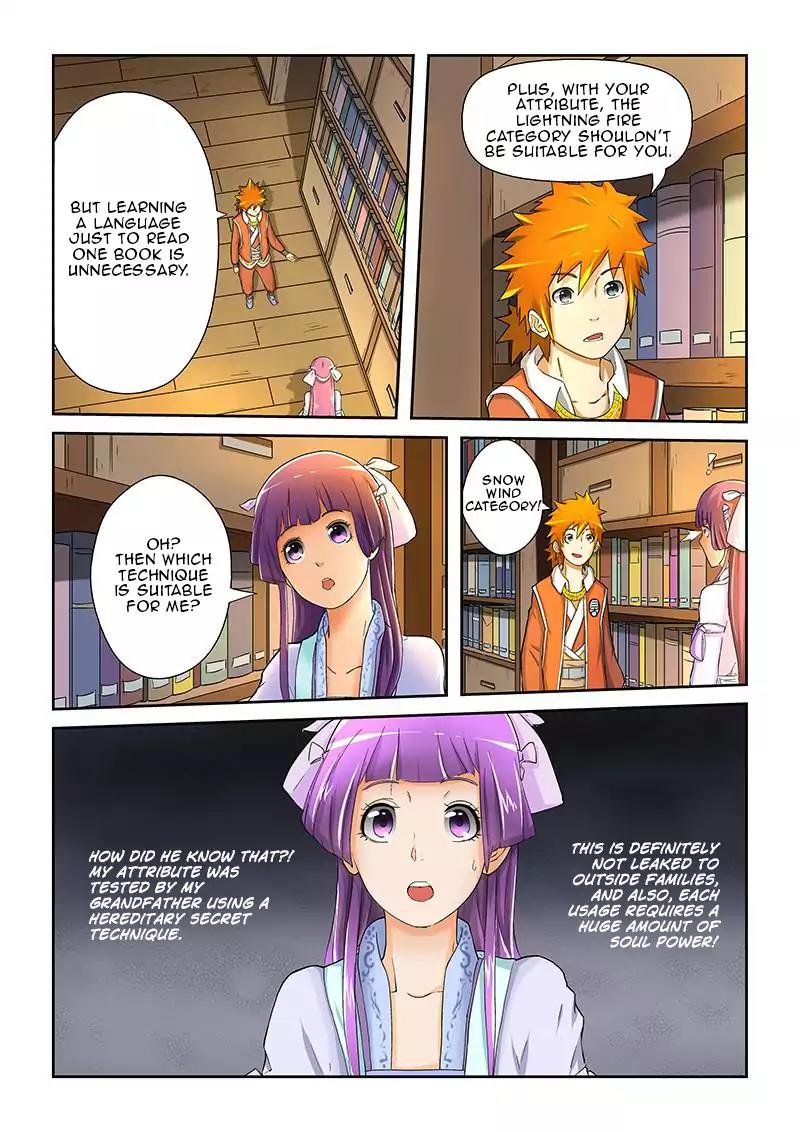 BUT LEARNING
A LANGUAGE
JUST TO READ
ONE BOOK IS
UNNECESSARY.
PLUS, WITH YOUR
ATTRIBUTE, THE
LIGHTNING FIRE
CATEGORY SHOULDN'T
BE SUITABLE FOR YOU.
OH?
THEN WHICH
TECHNIQUE
IS SUITABLE
FOR ME?
SNOW
WIND
CATEGORY!
!
HOW DID HE KNOW THAT?!
MY ATTRIBUTE WAS
TESTED BY MY
GRANDFATHER USING A
HEREDITARY SECRET
TECHNIQUE.
THIS IS DEFINITELY
NOT LEAKED TO
OUTSIDE FAMILIES,
AND ALSO, EACH
USAGE REQUIRES A
HUGE AMOUNT OF
SOUL POWER!